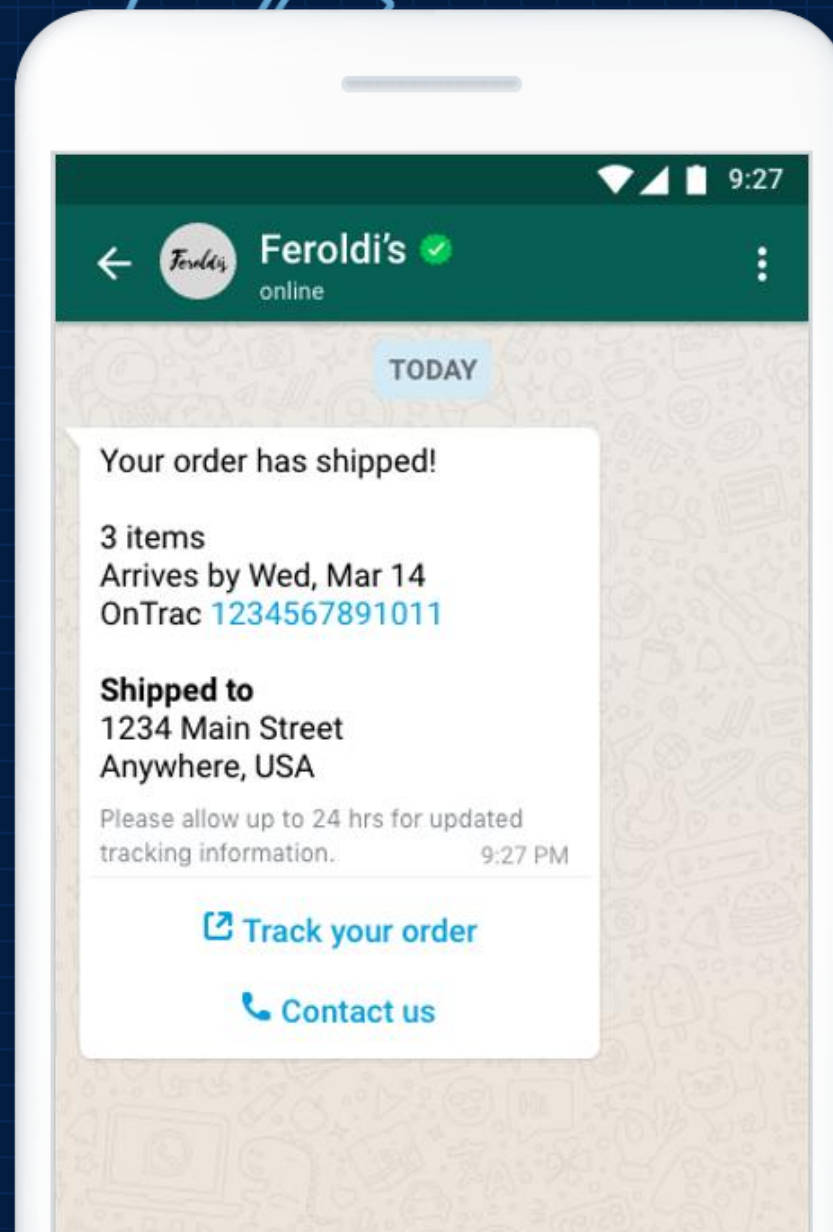 9:27
Feroldi's
Feroldi's
online
TODAY
Your order has shipped!
3 items
Arrives by Wed, Mar 14
OnTrac 1234567891011
Shipped to
1234 Main Street
Anywhere, USA
Please allow up to 24 hrs for updated
tracking information. 9:27 PM
Track your order
Contact us